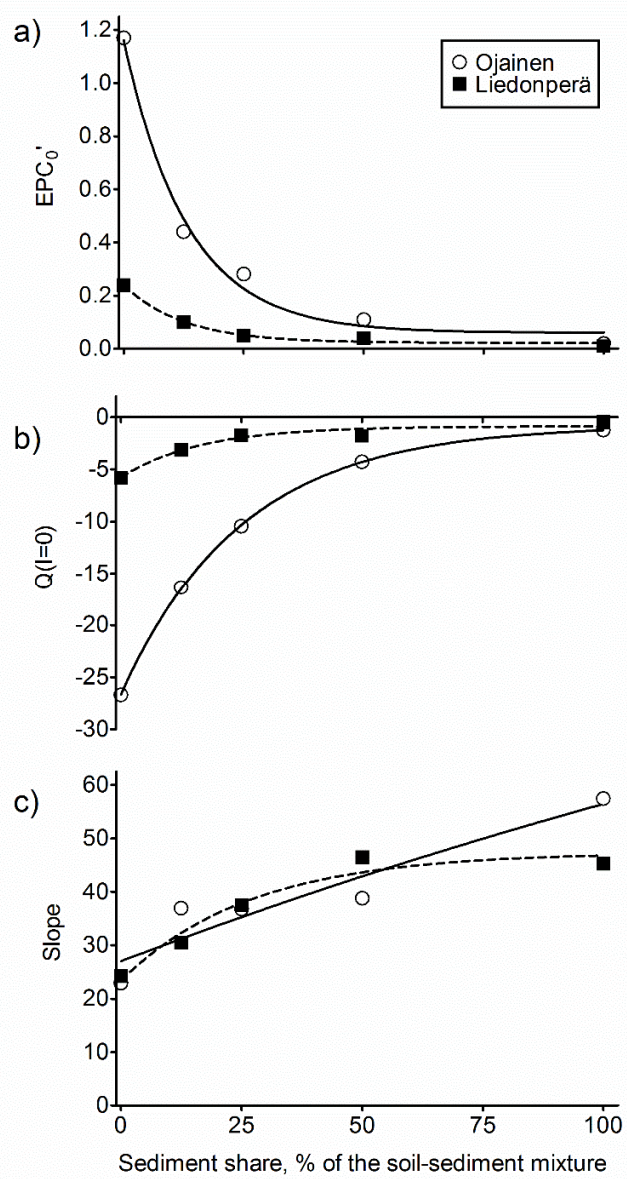 a)
1.2
1.0
0.8
0.6
0.4
0.2
0.0
EPC0'
Ojainen
Liedonperä
b)
0
-5
-10
-15
-20
-25
-30
Q(I=0)
c)
60
50
40
30
20
10
0
Slope
0 25 50 75 100
Sediment share, % of the soil-sediment mixture